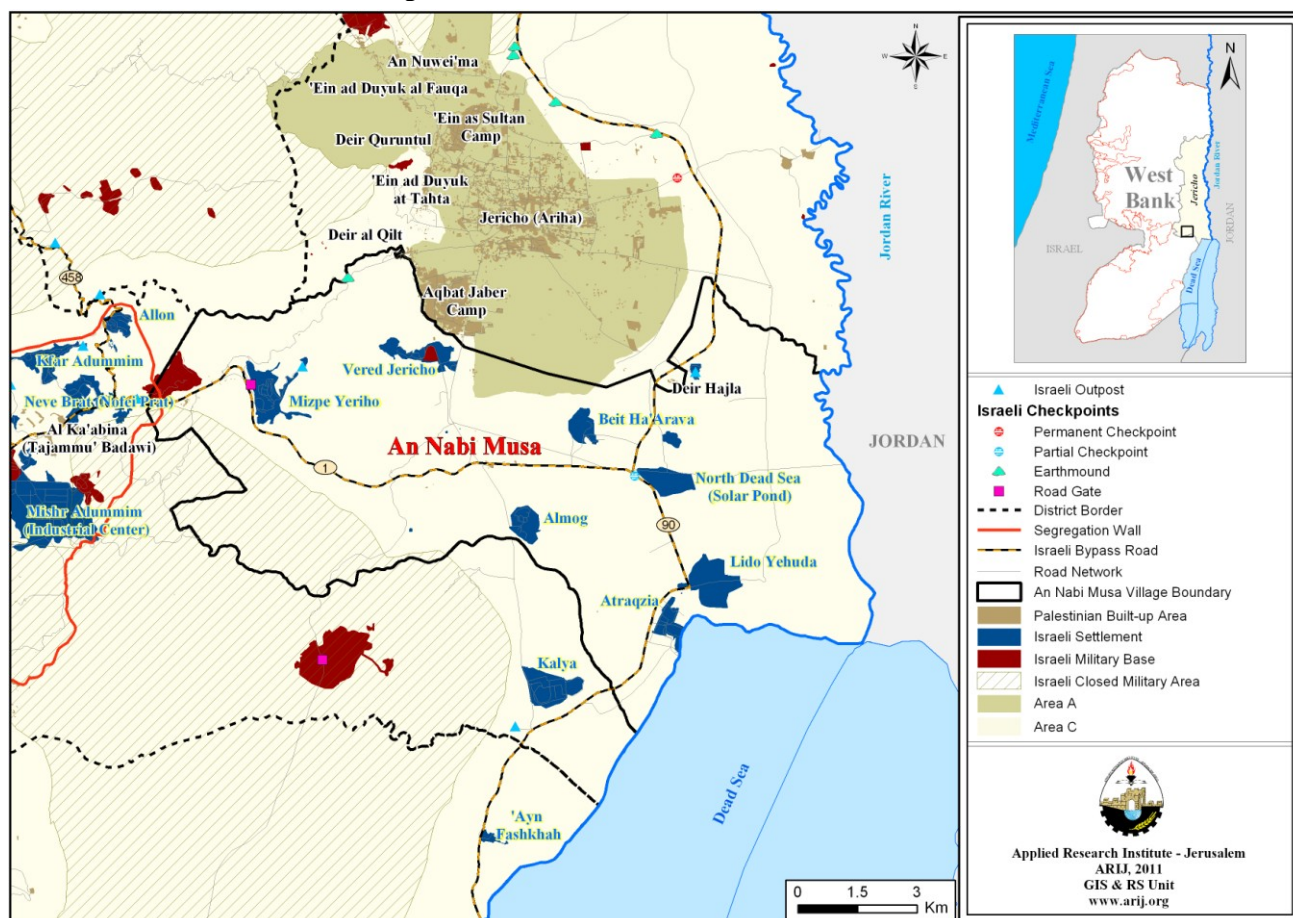 An Nuwei'ma
'Ein ad Duyuk al Fauqa
'Ein as Sultan
Camp
Deir Quruntul
'Ein ad Duyuk
at Tahta
Jericho (Ariha)
Deir al Qilt
Aqbat Jaber
Camp
458
Allon
Kfar Adummim
Neve Brat (Nofei Prat)
Al Ka'abina
(Tajammu' Badawi)
Mishr Adummim
(Industrial Center)
Vered Jericho
Mizpe Yeriho
An Nabi Musa
1
Deir Hajla
Beit Ha'Arava
North Dead Sea
(Solar Pond)
Almog
90
Lido Yehuda
Atraqzia
Kalya
'Ayn
Fashkhah
Dead Sea
Jordan River
JORDAN
N
W
E
S
0 1.5 3
Km
N
Mediterranean Sea
West
Bank
Jericho
Jordan River
ISRAEL
JORDAN
Dead Sea
Israeli Outpost
Israeli Checkpoints
Permanent Checkpoint
Partial Checkpoint
Earthmound
Road Gate
District Border
Segregation Wall
Israeli Bypass Road
Road Network
An Nabi Musa Village Boundary
Palestinian Built-up Area
Israeli Settlement
Israeli Military Base
Israeli Closed Military Area
Area A
Area C
Applied Research Institute - Jerusalem
ARIJ, 2011
GIS & RS Unit
www.arij.org